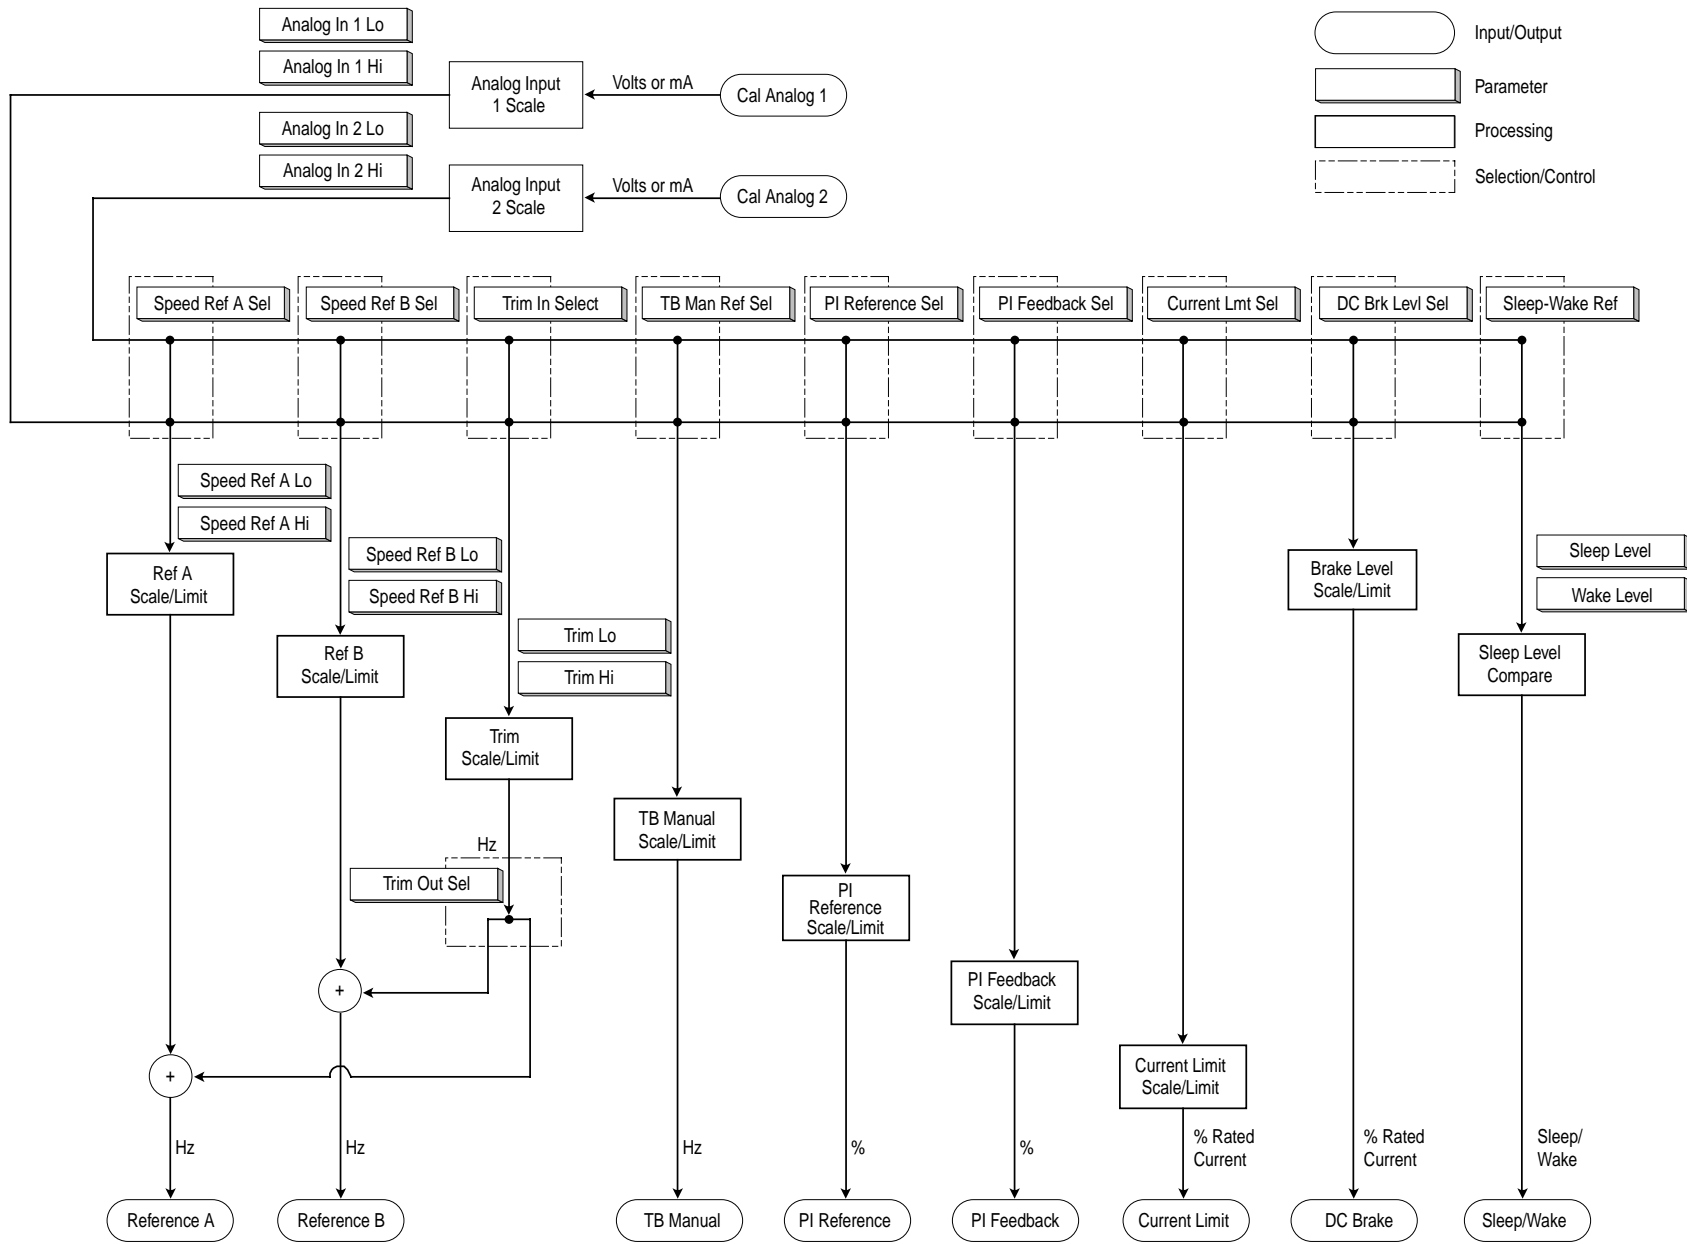 Analog In 1 Lo
Analog In 1 Hi
Analog Input
1 Scale
Volts or mA
Cal Analog 1
Analog In 2 Lo
Analog In 2 Hi
Analog Input
2 Scale
Volts or mA
Cal Analog 2
Input/Output
Parameter
Processing
Selection/Control
Speed Ref A Sel
Speed Ref B Sel
Trim In Select
TB Man Ref Sel
PI Reference Sel
PI Feedback Sel
Current Lmt Sel
DC Brk Levl Sel
Sleep-Wake Ref
Speed Ref A Lo
Speed Ref A Hi
Ref A
Scale/Limit
Speed Ref B Lo
Speed Ref B Hi
Ref B
Scale/Limit
Trim Lo
Trim Hi
Trim
Scale/Limit
Hz
Trim Out Sel
TB Manual
Scale/Limit
PI
Reference
Scale/Limit
PI Feedback
Scale/Limit
Current Limit
Scale/Limit
Brake Level
Scale/Limit
Sleep Level
Wake Level
Sleep Level
Compare
+
+
Hz
Hz
Hz
%
%
% Rated
Current
% Rated
Current
Sleep/
Wake
Reference A
Reference B
TB Manual
PI Reference
PI Feedback
Current Limit
DC Brake
Sleep/Wake